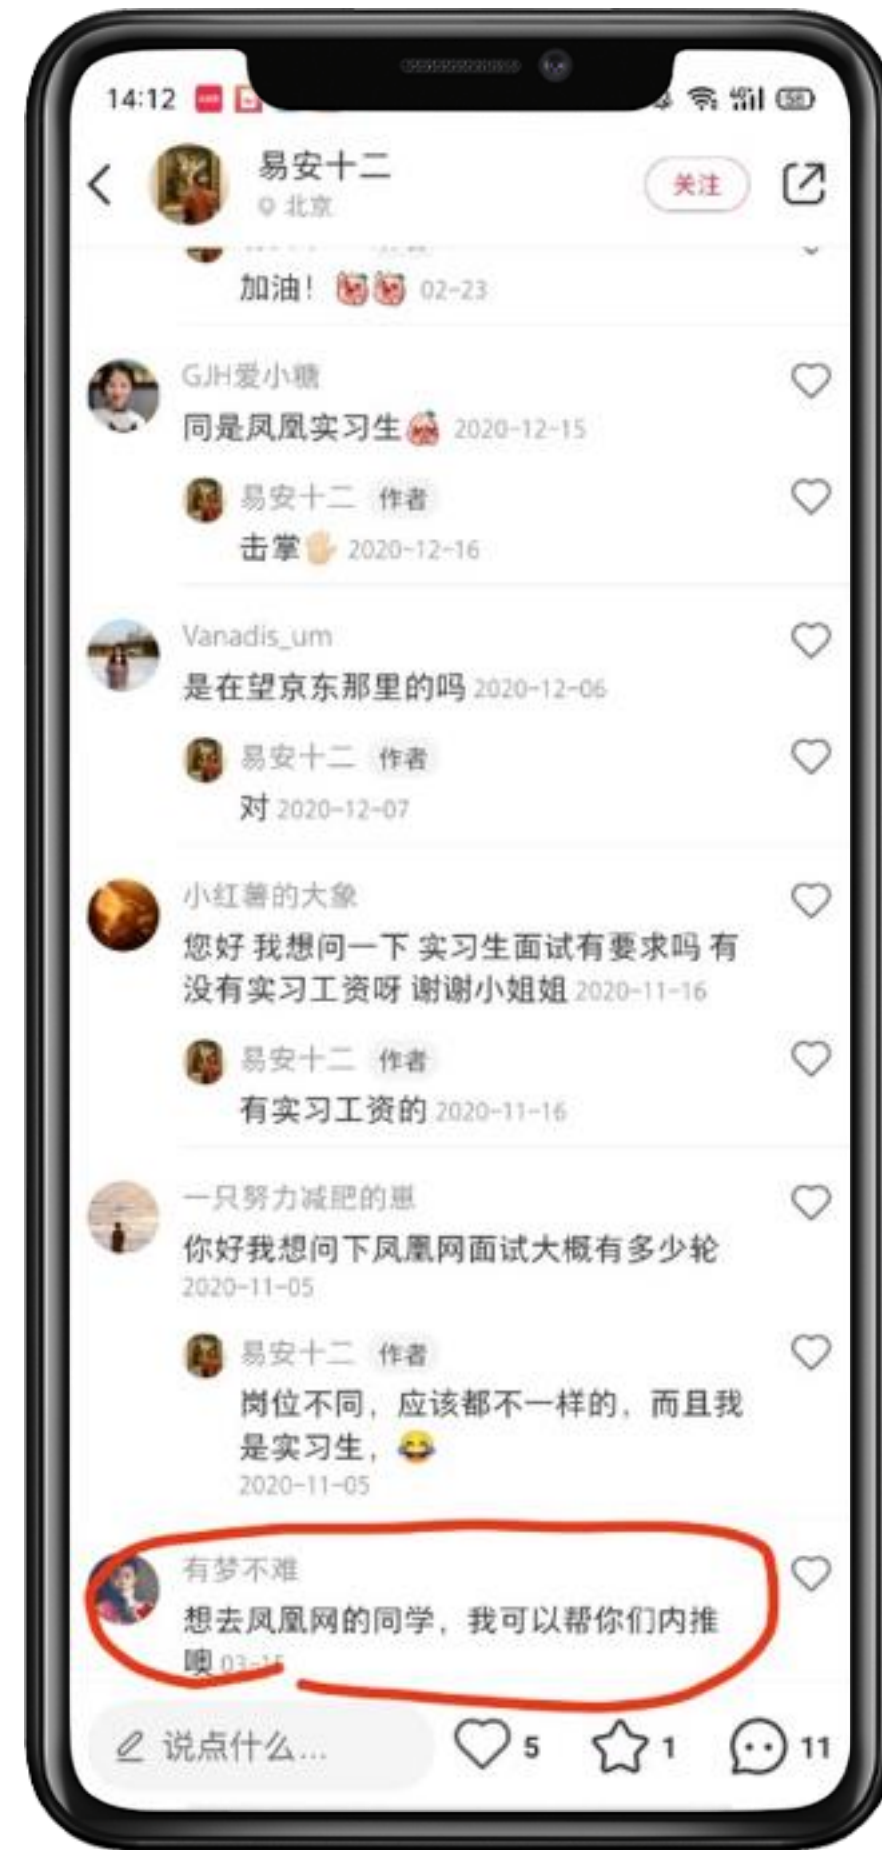 14:12
58
易安十二
北京
关注
加油! 02-23
GJH爱小糖
同是凤凰实习生 2020-12-15
易安十二 作者
击掌🖐🏻 2020-12-16
Vanadis_um
是在望京东那里的吗 2020-12-06
易安十二 作者
对 2020-12-07
小红薯的大象
您好 我想问一下 实习生面试有要求吗 有
没有实习工资呀 谢谢小姐姐 2020-11-16
易安十二 作者
有实习工资的 2020-11-16
一只努力减肥的崽
你好我想问下凤凰网面试大概有多少轮
2020-11-05
易安十二 作者
岗位不同，应该都不一样的，而且我
是实习生，😂
2020-11-05
有梦不难
想去凤凰网的同学，我可以帮你们内推
噢 03-15
说点什么...
5
1
11